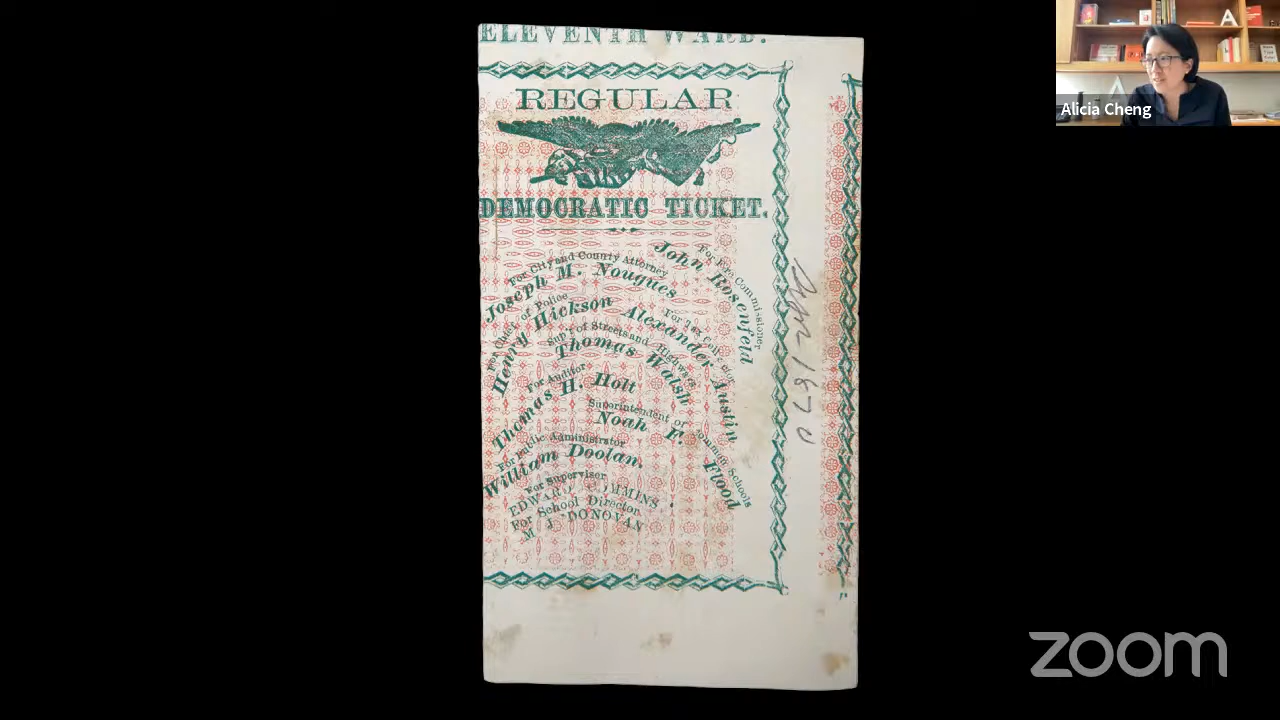 ELEVENTH WARD.
REGULAR
DEMOCRATIC TICKET.
For Fire Commissioner
John Rosenfeld
For City and County Attorney
Joseph M. Nougues
For Tax Collector
Alexander Austin
For Chief of Police
Henry Hickson
Sup't of Streets and Highways
Thomas Walsh
For Auditor
Thomas H. Holt
Superintendent of Common Schools
Noah F. Flood
For Public Administrator
William Doolan.
For Supervisor
EDWARD COMMINS.
For School Director
M J DONOVAN
1870
Alicia Cheng
zoom